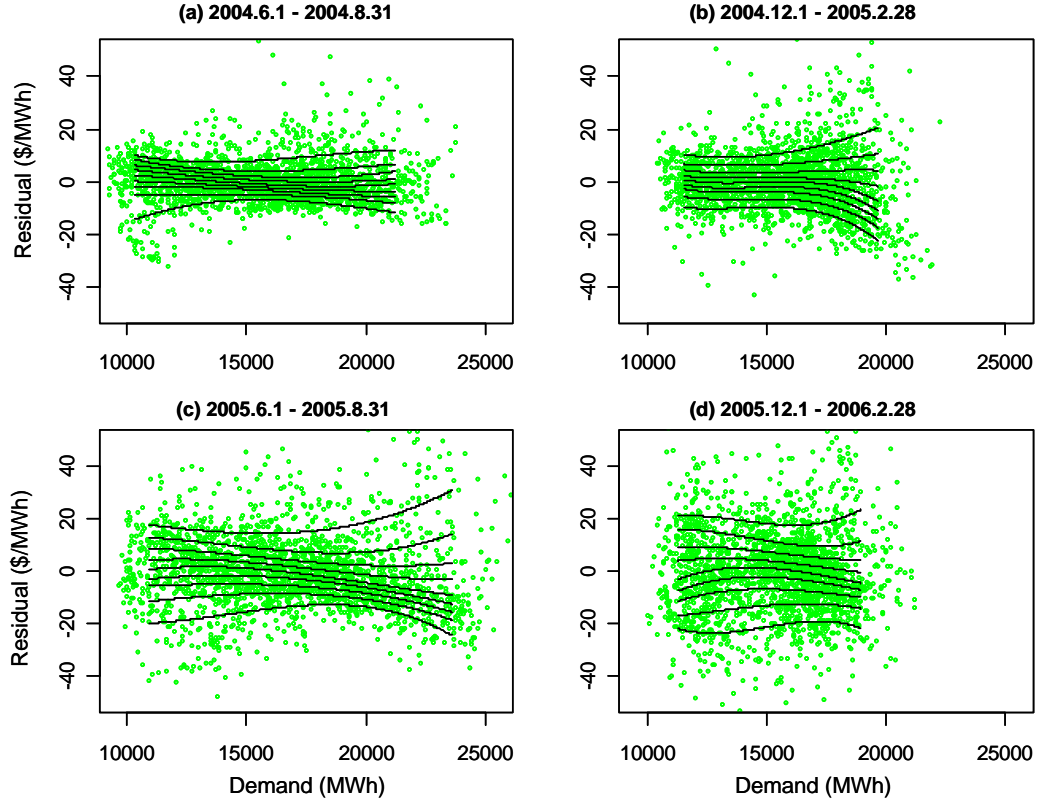 (a) 2004.6.1 - 2004.8.31
(b) 2004.12.1 - 2005.2.28
Residual ($/MWh)
40
20
0
-20
-40
10000 15000 20000 25000
40
20
0
-20
-40
10000 15000 20000 25000
(c) 2005.6.1 - 2005.8.31
(d) 2005.12.1 - 2006.2.28
Residual ($/MWh)
40
20
0
-20
-40
10000 15000 20000 25000
Demand (MWh)
40
20
0
-20
-40
10000 15000 20000 25000
Demand (MWh)